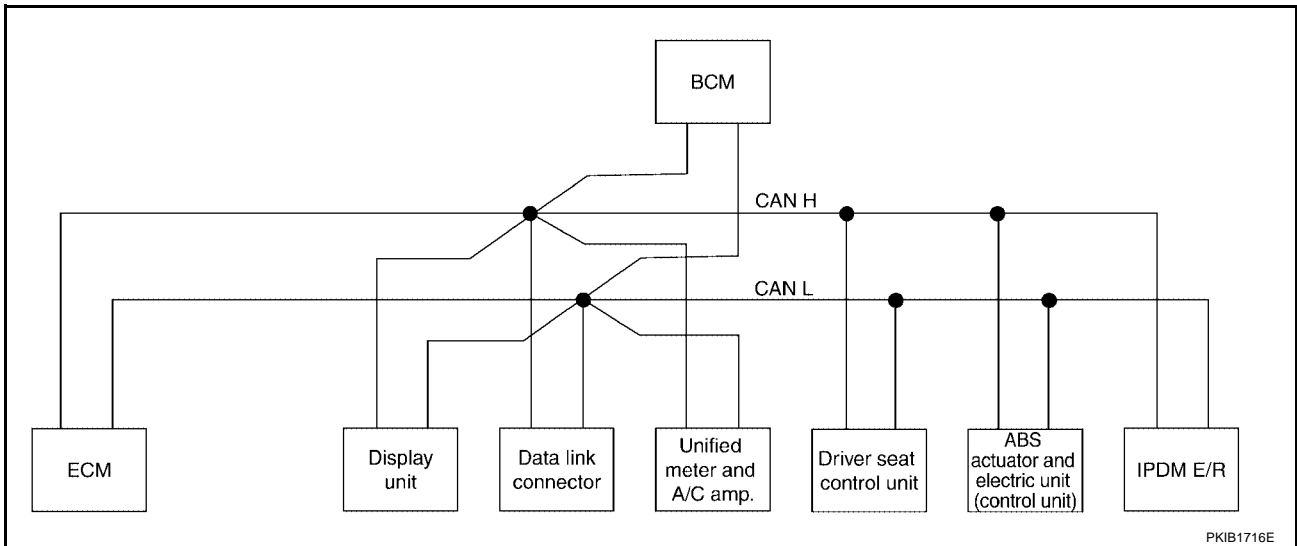 BCM
CAN H
CAN L
ECM
Display
unit
Data link
connector
Unified
meter and
A/C amp.
Driver seat
control unit
ABS
actuator and
electric unit
(control unit)
IPDM E/R
PKIB1716E